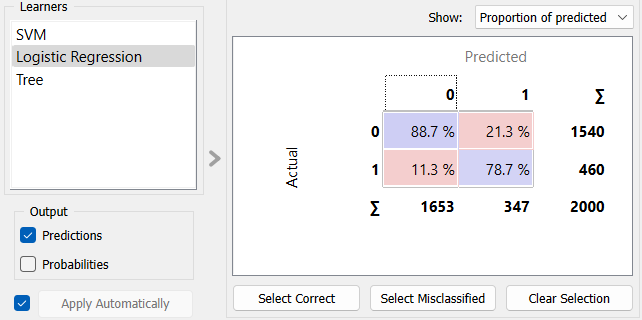 Learners
SVM
Logistic Regression
Tree
Output
Predictions
Probabilities
Apply Automatically
Show: Proportion of predicted
Predicted
0 1 ∑
Actual
0 88.7 % 21.3 % 1540
1 11.3 % 78.7 % 460
∑ 1653 347 2000
Select Correct Select Misclassified Clear Selection